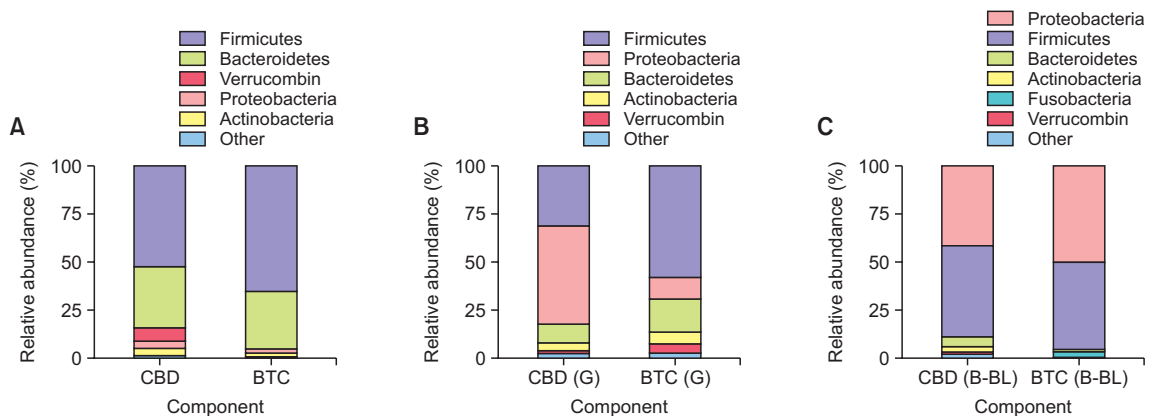 A
Firmicutes
Bacteroidetes
Verrucombin
Proteobacteria
Actinobacteria
Other
Relative abundance (%)
100
75
50
25
0
CBD BTC
Component
B
Firmicutes
Proteobacteria
Bacteroidetes
Actinobacteria
Verrucombin
Other
Relative abundance (%)
100
75
50
25
0
CBD (G) BTC (G)
Component
C
Proteobacteria
Firmicutes
Bacteroidetes
Actinobacteria
Fusobacteria
Verrucombin
Other
Relative abundance (%)
100
75
50
25
0
CBD (B-BL) BTC (B-BL)
Component